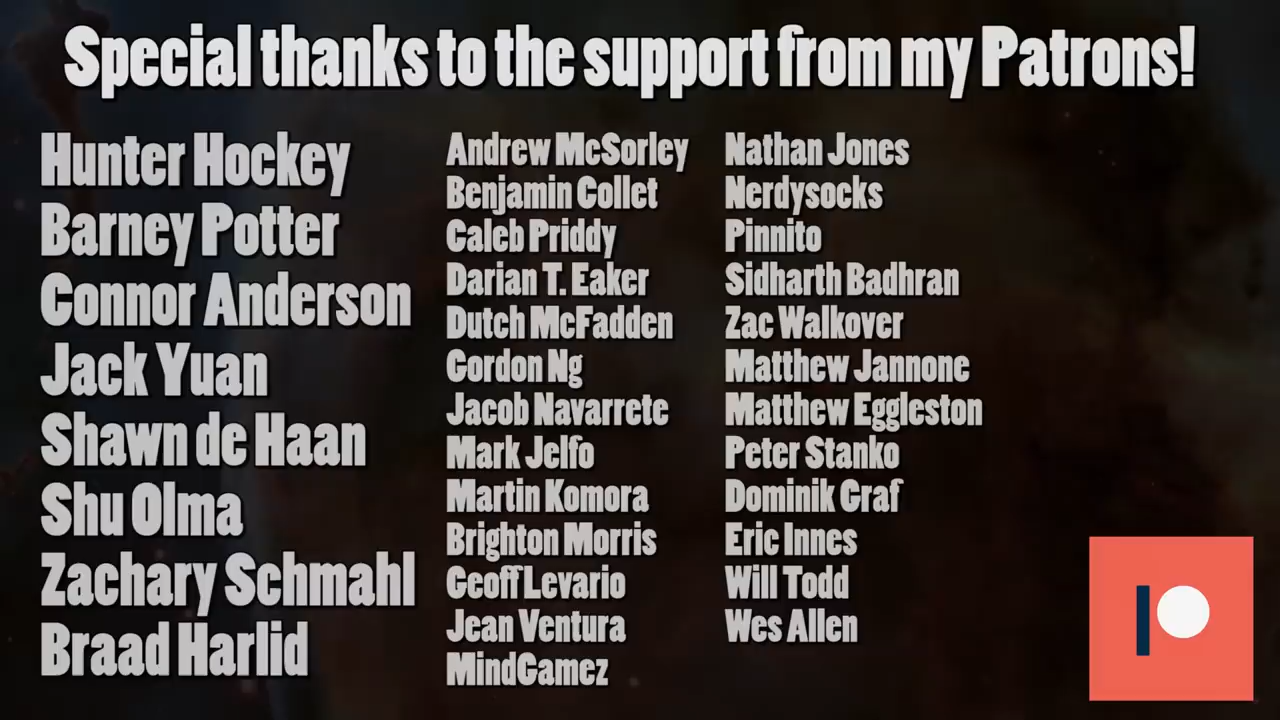 Special thanks to the support from my Patrons!
Hunter Hockey
Barney Potter
Connor Anderson
Jack Yuan
Shawn de Haan
Shu Olma
Zachary Schmahl
Braad Harlid
Andrew McSorley
Benjamin Collet
Caleb Priddy
Darian T. Eaker
Dutch McFadden
Gordon Ng
Jacob Navarrete
Mark Jelfo
Martin Komora
Brighton Morris
Geoff Levario
Jean Ventura
MindGamez
Nathan Jones
Nerdysocks
Pinnito
Sidharth Badhran
Zac Walkover
Matthew Jannone
Matthew Eggleston
Peter Stanko
Dominik Graf
Eric Innes
Will Todd
Wes Allen